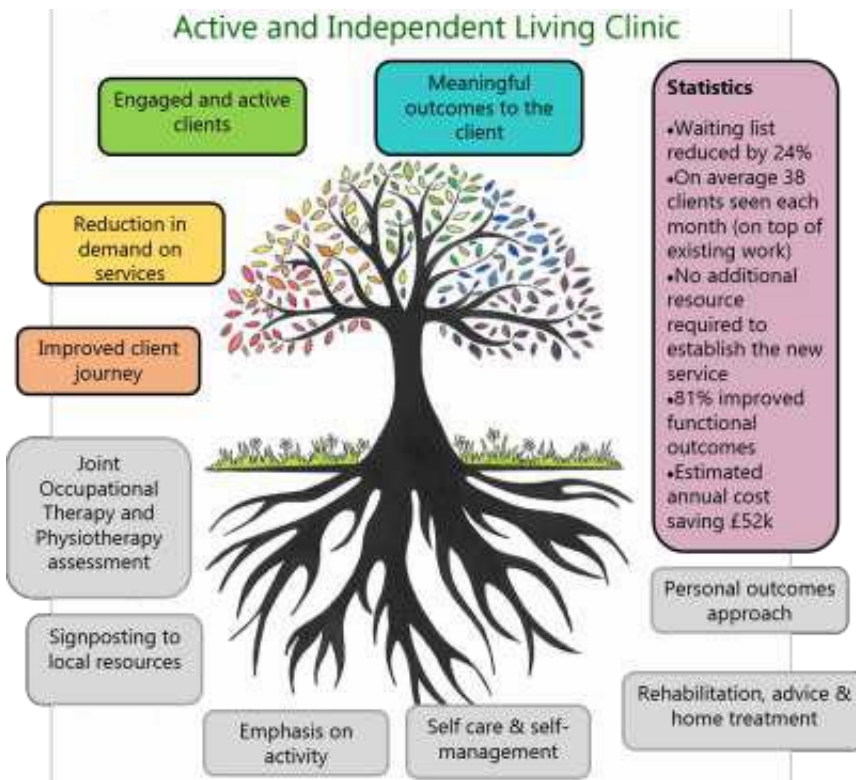 Active and Independent Living Clinic
Engaged and active
clients
Meaningful
outcomes to the
client
Reduction in
demand on
services
Improved client
journey
Statistics
•Waiting list
reduced by 24%
•On average 38
clients seen each
month (on top of
existing work)
•No additional
resource
required to
establish the new
service
•81% improved
functional
outcomes
•Estimated
annual cost
saving £52k
Joint
Occupational
Therapy and
Physiotherapy
assessment
Signposting to
local resources
Emphasis on
activity
Self care & self-
management
Personal outcomes
approach
Rehabilitation, advice &
home treatment